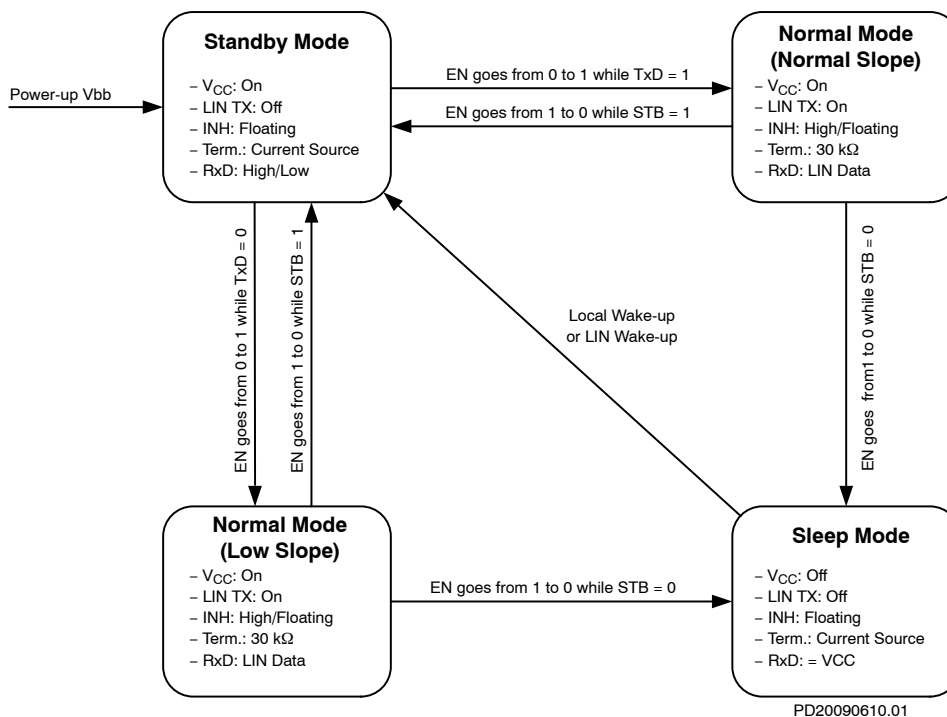 Power-up Vbb
Standby Mode
– VCC: On
– LIN TX: Off
– INH: Floating
– Term.: Current Source
– RxD: High/Low
EN goes from 0 to 1 while TxD = 1
EN goes from 1 to 0 while STB = 1
Normal Mode
(Normal Slope)
– VCC: On
– LIN TX: On
– INH: High/Floating
– Term.: 30 kΩ
– RxD: LIN Data
EN goes from 0 to 1 while TxD = 0
EN goes from 1 to 0 while STB = 1
Local Wake-up
or LIN Wake-up
EN goes from1 to 0 while STB = 0
Normal Mode
(Low Slope)
– VCC: On
– LIN TX: On
– INH: High/Floating
– Term.: 30 kΩ
– RxD: LIN Data
EN goes from 1 to 0 while STB = 0
Sleep Mode
– VCC: Off
– LIN TX: Off
– INH: Floating
– Term.: Current Source
– RxD: = VCC
PD20090610.01